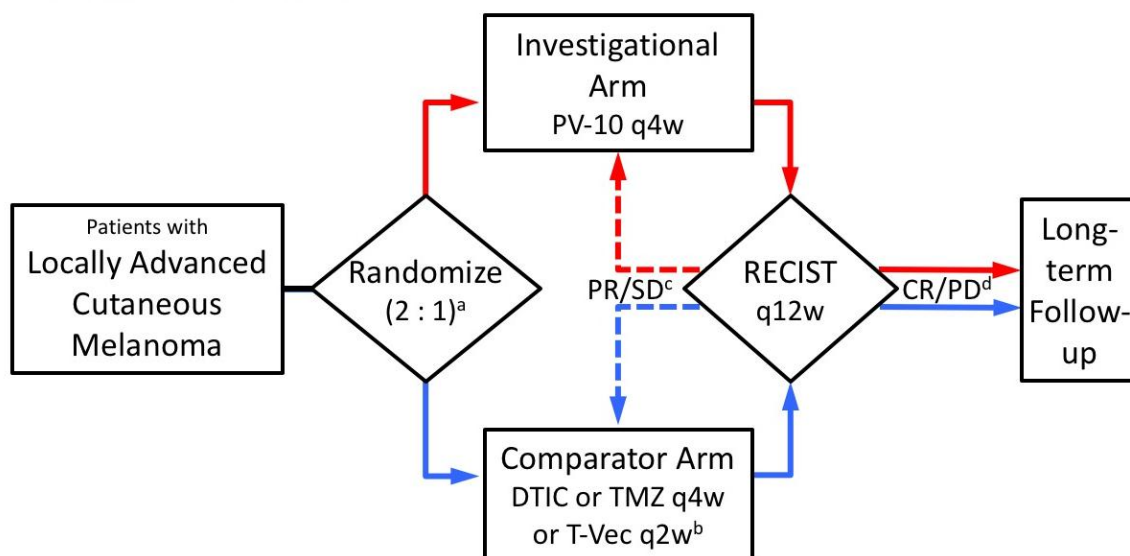 Patients with
Locally Advanced
Cutaneous
Melanoma
Randomize
(2 : 1)ᵃ
Investigational
Arm
PV-10 q4w
Comparator Arm
DTIC or TMZ q4w
or T-Vec q2wᵇ
PR/SDᶜ
RECIST
q12w
CR/PDᵈ
Long-
term
Follow-
up